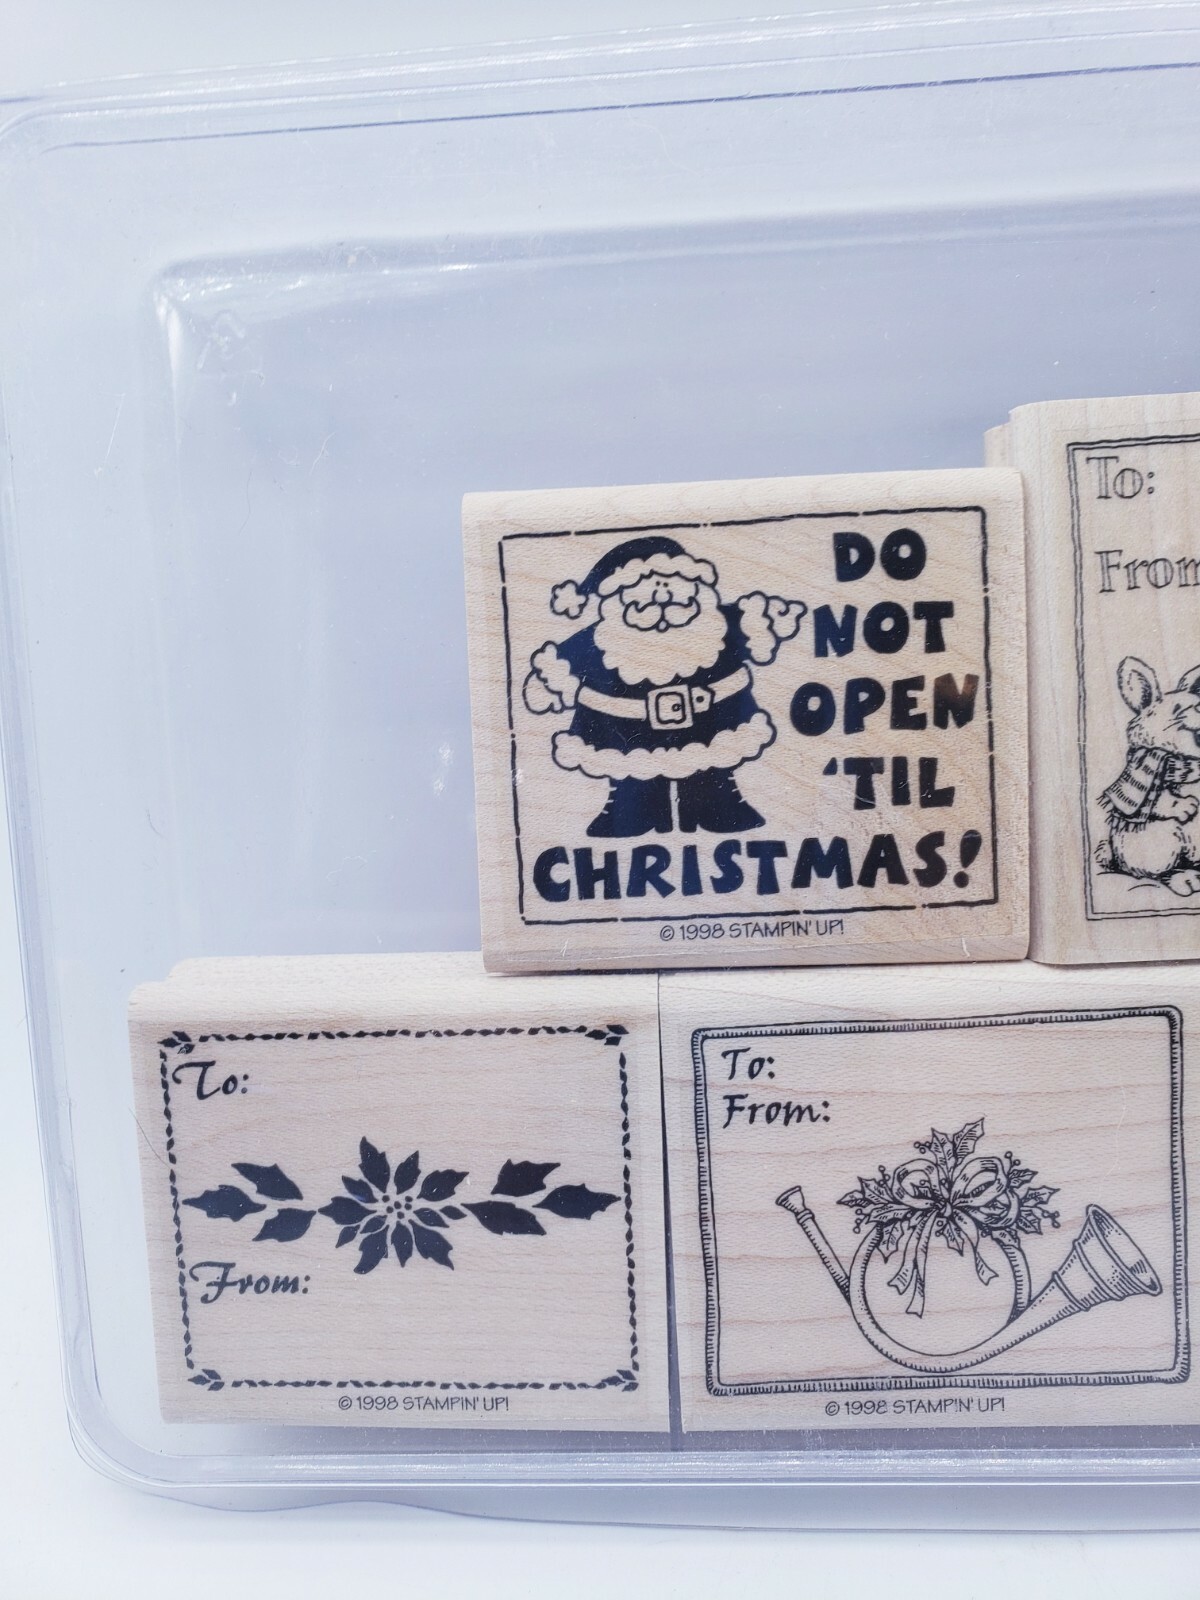 DO
NOT
OPEN
'TIL
CHRISTMAS!
© 1998 STAMPIN' UP!
To:
To:
From:
© 1998 STAMPIN' UP!
To:
From:
© 1998 STAMPIN' UP!